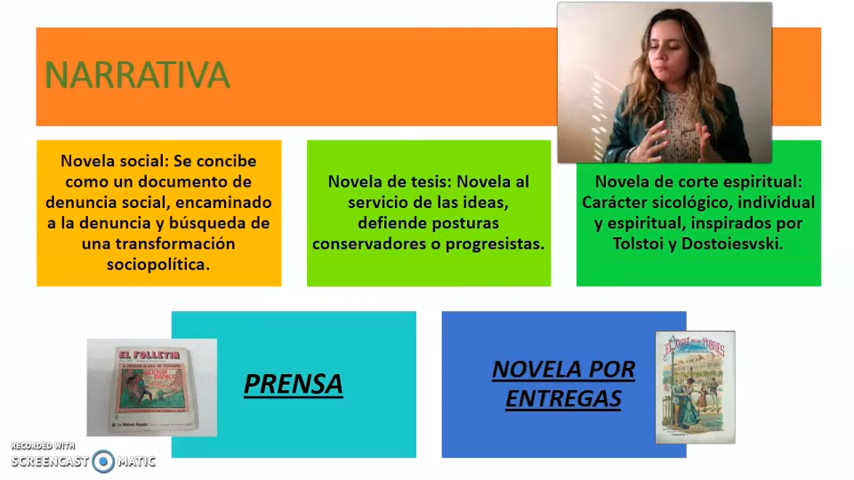 NARRATIVA
Novela social: Se concibe
como un documento de
denuncia social, encaminado
a la denuncia y búsqueda de
una transformación
sociopolítica.
Novela de tesis: Novela al
servicio de las ideas,
defiende posturas
conservadores o progresistas.
Novela de corte espiritual:
Carácter sicológico, individual
y espiritual, inspirados por
Tolstoi y Dostoiesvski.
EL FOLLETIN
PRENSA
NOVELA POR
ENTREGAS
RECORDED WITH
SCREENCAST MATIC